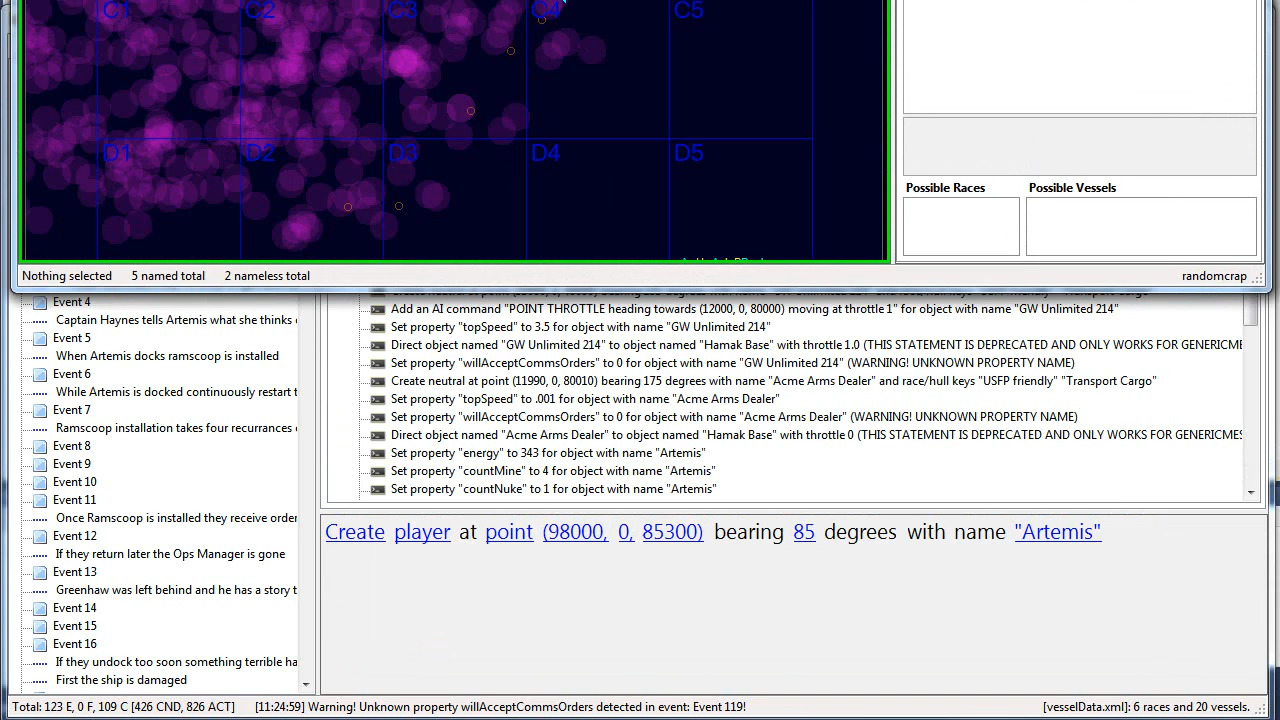 C1 C2 C3 C4 C5
D1 D2 D3 D4 D5
Possible Races Possible Vessels
Nothing selected 5 named total 2 nameless total randomcrap
Event 4
Captain Haynes tells Artemis what she thinks
Event 5
When Artemis docks ramscoop is installed
Event 6
While Artemis is docked continuously restart t
Event 7
Ramscoop installation takes four recurrances
Event 8
Event 9
Event 10
Event 11
Once Ramscoop is installed they receive order
Event 12
If they return later the Ops Manager is gone
Event 13
Greenhaw was left behind and he has a story t
Event 14
Event 15
Event 16
If they undock too soon something terrible ha
First the ship is damaged
Add an AI command "POINT THROTTLE heading towards (120000, 0, 80000) moving at throttle 1" for object with name "GW Unlimited 214"
Set property "topSpeed" to 3.5 for object with name "GW Unlimited 214"
Direct object named "GW Unlimited 214" to object named "Hamak Base" with throttle 1.0 (THIS STATEMENT IS DEPRECATED AND ONLY WORKS FOR GENERICME
Set property "willAcceptCommsOrders" to 0 for object with name "GW Unlimited 214" (WARNING! UNKNOWN PROPERTY NAME)
Create neutral at point (11990, 0, 80010) bearing 175 degrees with name "Acme Arms Dealer" and race/hull keys "USFP friendly" "Transport Cargo"
Set property "topSpeed" to .001 for object with name "Acme Arms Dealer"
Set property "willAcceptCommsOrders" to 0 for object with name "Acme Arms Dealer" (WARNING! UNKNOWN PROPERTY NAME)
Direct object named "Acme Arms Dealer" to object named "Hamak Base" with throttle 0 (THIS STATEMENT IS DEPRECATED AND ONLY WORKS FOR GENERICMES
Set property "energy" to 343 for object with name "Artemis"
Set property "countMine" to 4 for object with name "Artemis"
Set property "countNuke" to 1 for object with name "Artemis"
Create player at point (98000, 0, 85300) bearing 85 degrees with name "Artemis"
Total: 123 E, 0 F, 109 C [426 CND, 826 ACT] [11:24:59] Warning! Unknown property willAcceptCommsOrders detected in event: Event 119! [vesselData.xml]: 6 races and 20 vessels.